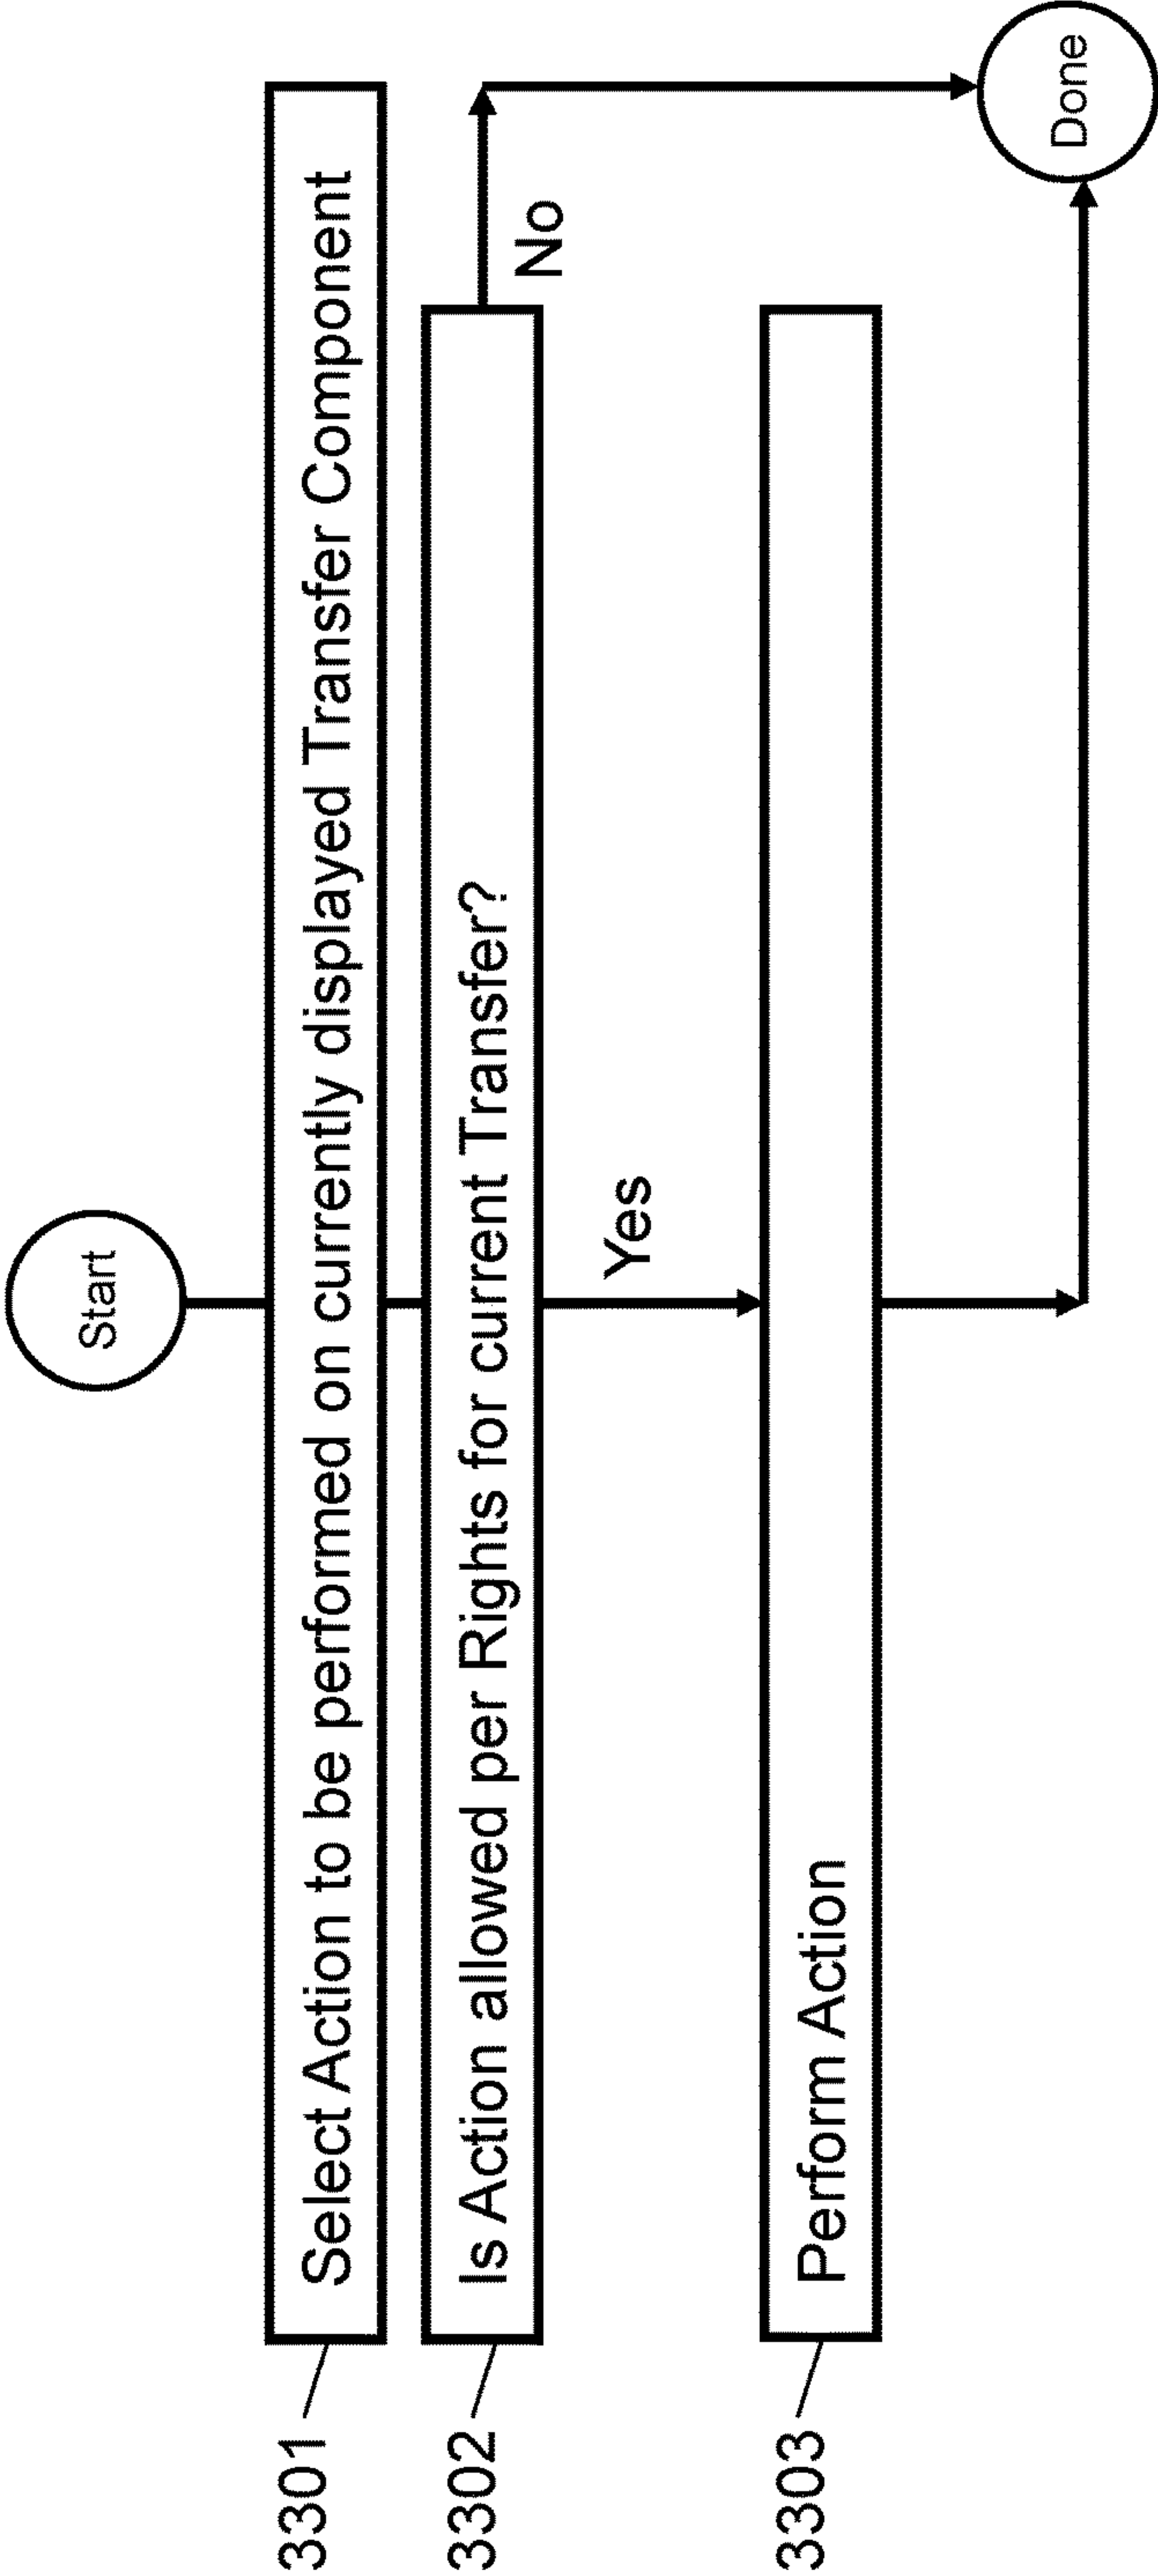 Start
3301
Select Action to be performed on currently displayed Transfer Component
3302
Is Action allowed per Rights for current Transfer?
No
Yes
3303
Perform Action
Done